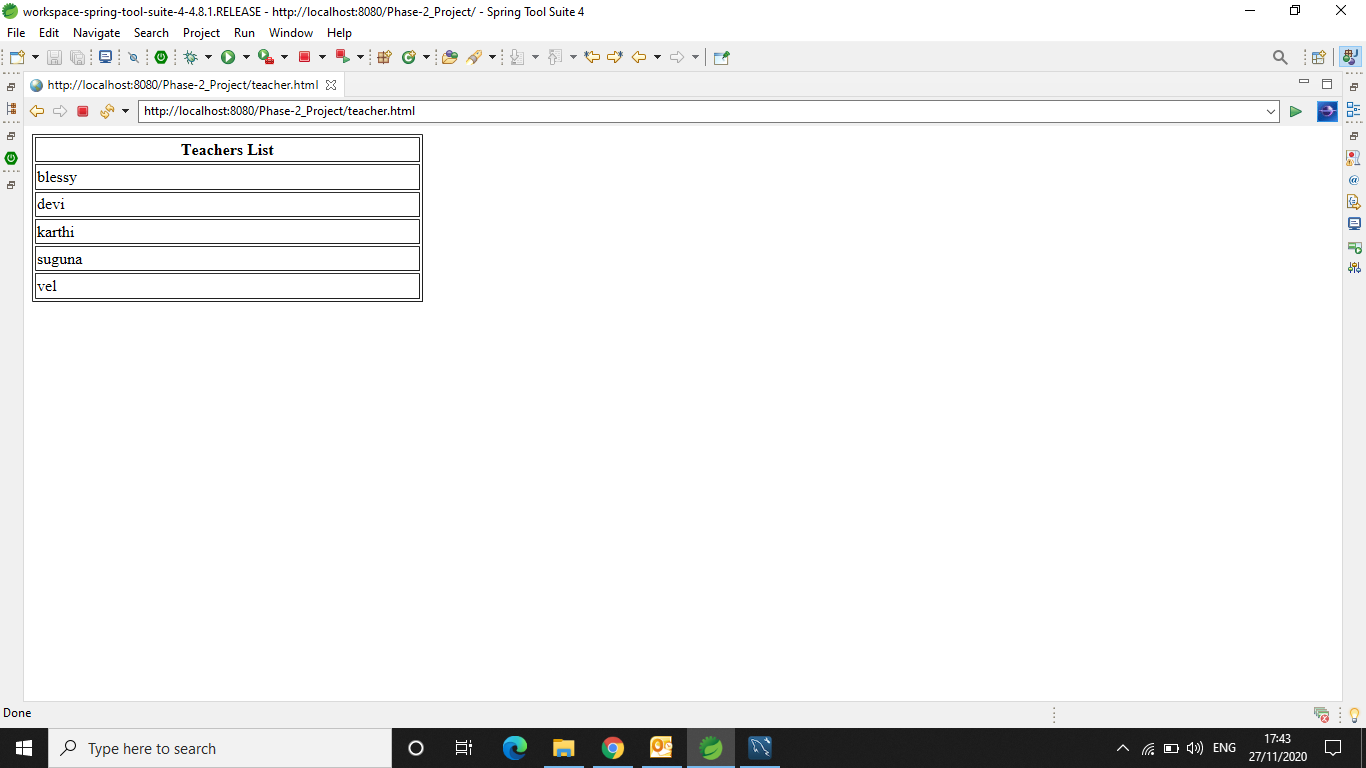 workspace-spring-tool-suite-4-4.8.1.RELEASE - http://localhost:8080/Phase-2_Project/ - Spring Tool Suite 4
File Edit Navigate Search Project Run Window Help
http://localhost:8080/Phase-2_Project/teacher.html
http://localhost:8080/Phase-2_Project/teacher.html
Teachers List
blessy
devi
karthi
suguna
vel
Done
Type here to search
ENG
17:43
27/11/2020